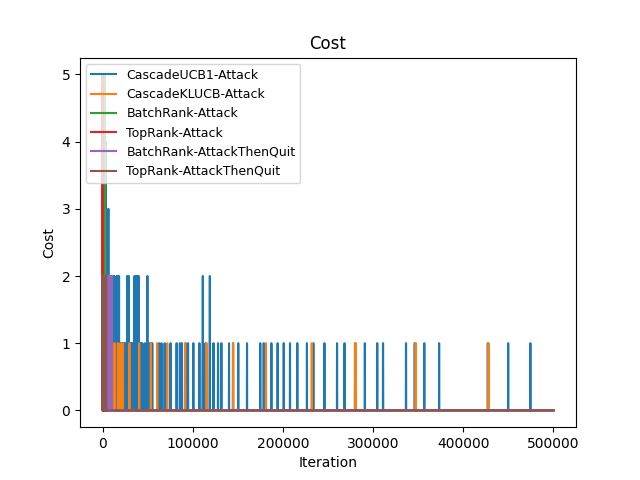 Cost
5
4
3
2
1
0
Cost
CascadeUCB1-Attack
CascadeKLUCB-Attack
BatchRank-Attack
TopRank-Attack
BatchRank-AttackThenQuit
TopRank-AttackThenQuit
0
100000
200000
300000
400000
500000
Iteration